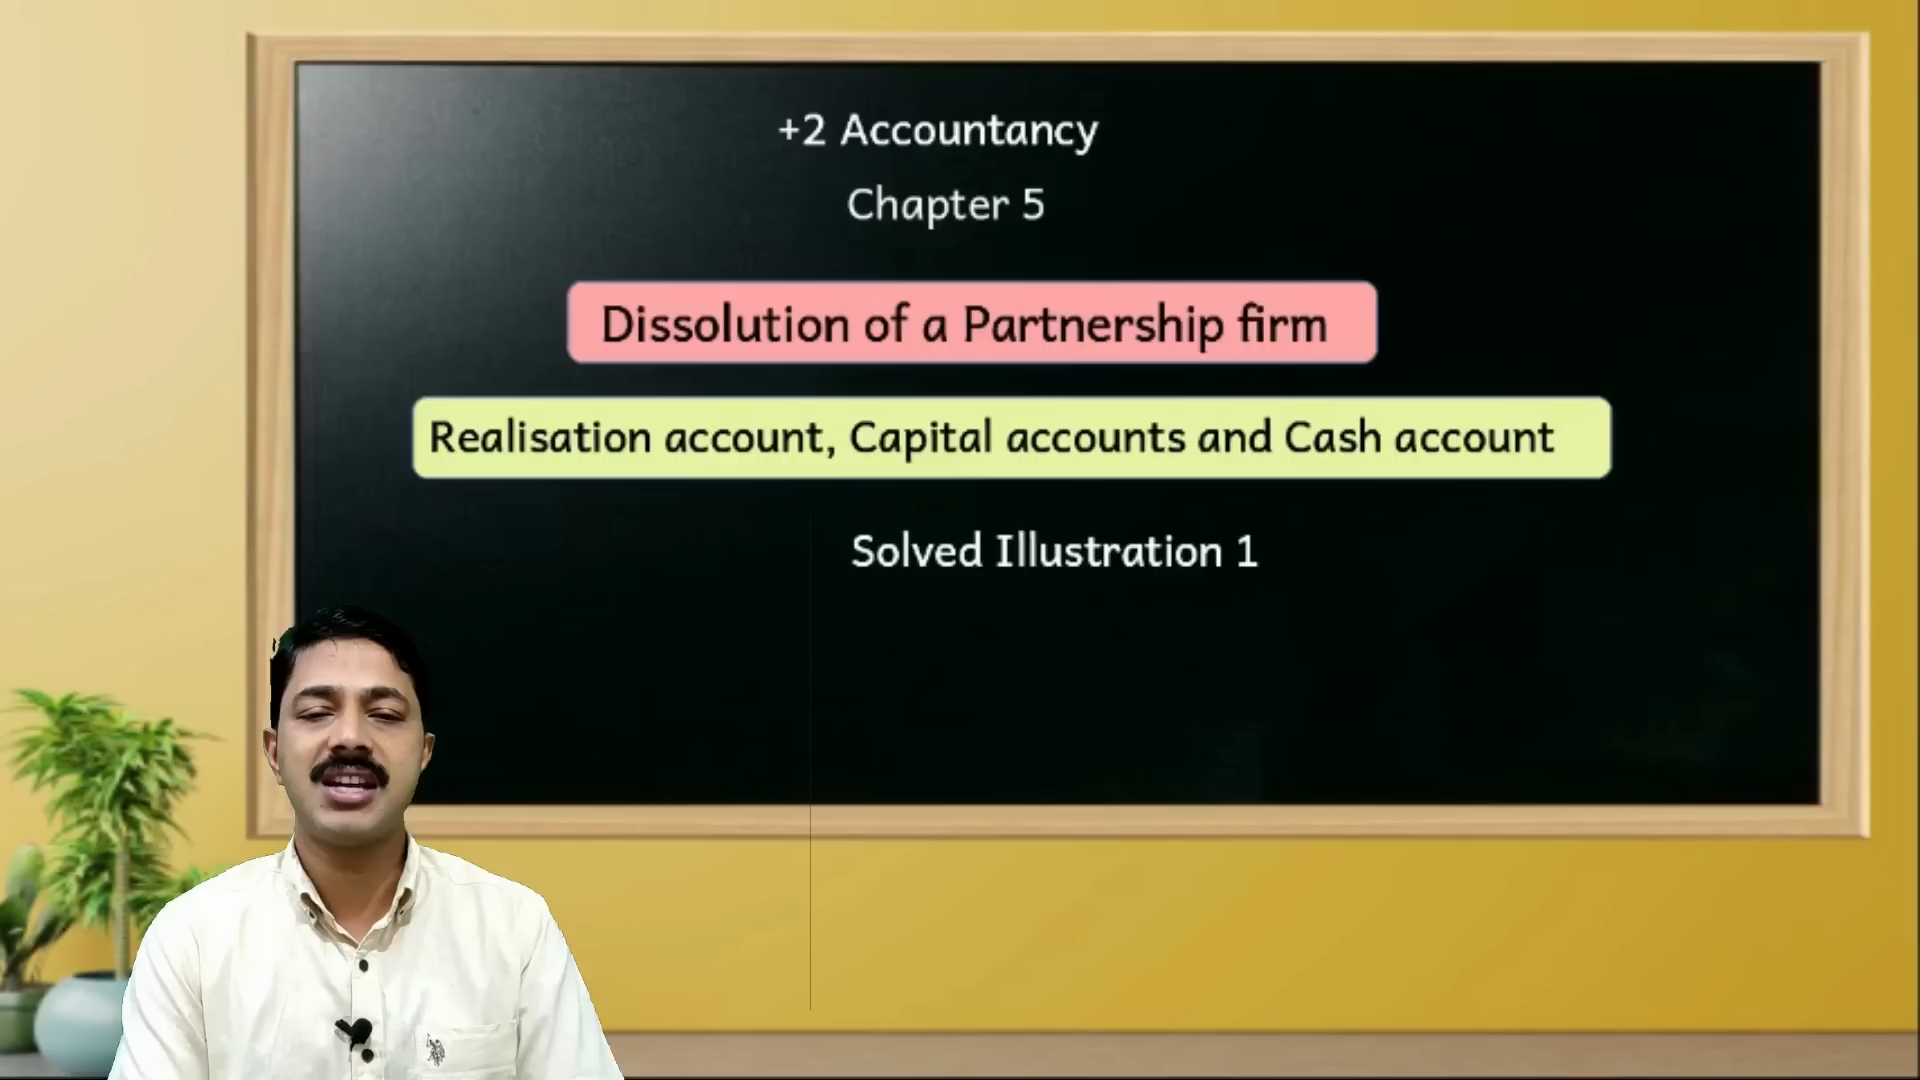 +2 Accountancy
Chapter 5
Dissolution of a Partnership firm
Realisation account, Capital accounts and Cash account
Solved Illustration 1